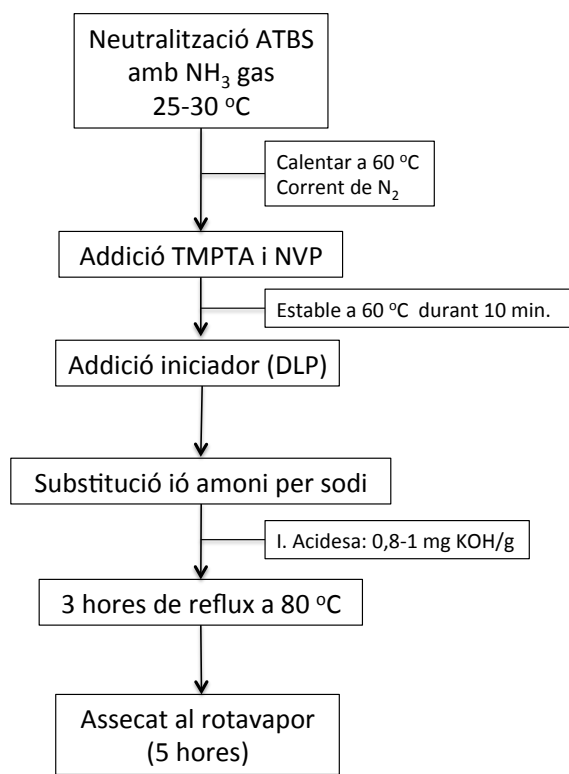 Neutralització ATBS
amb NH₃ gas
25-30 ºC
Calentar a 60 ºC
Corrent de N₂
Addició TMPTA i NVP
Estable a 60 ºC durant 10 min.
Addició iniciador (DLP)
Substitució ió amoni per sodi
I. Acidesa: 0,8-1 mg KOH/g
3 hores de reflux a 80 ºC
Assecat al rotavapor
(5 hores)